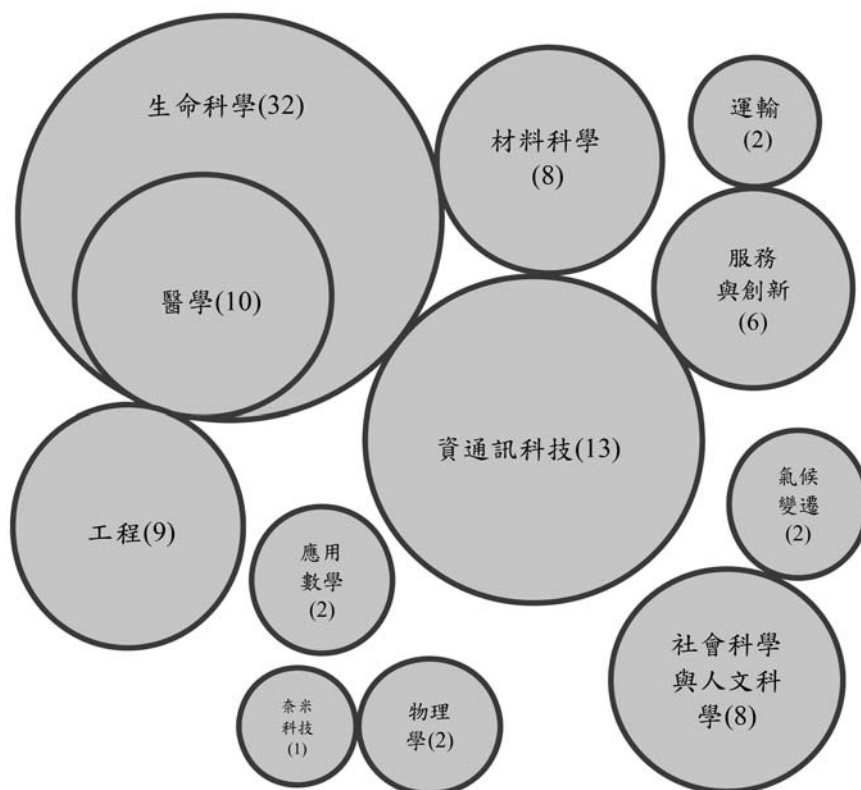 生命科學(32)
醫學(10)
材料科學
(8)
運輸
(2)
服務
與創新
(6)
資通訊科技(13)
工程(9)
應用
數學
(2)
氣候
變遷
(2)
社會科學
與人文科
學(8)
奈米
科技
(1)
物理
學(2)